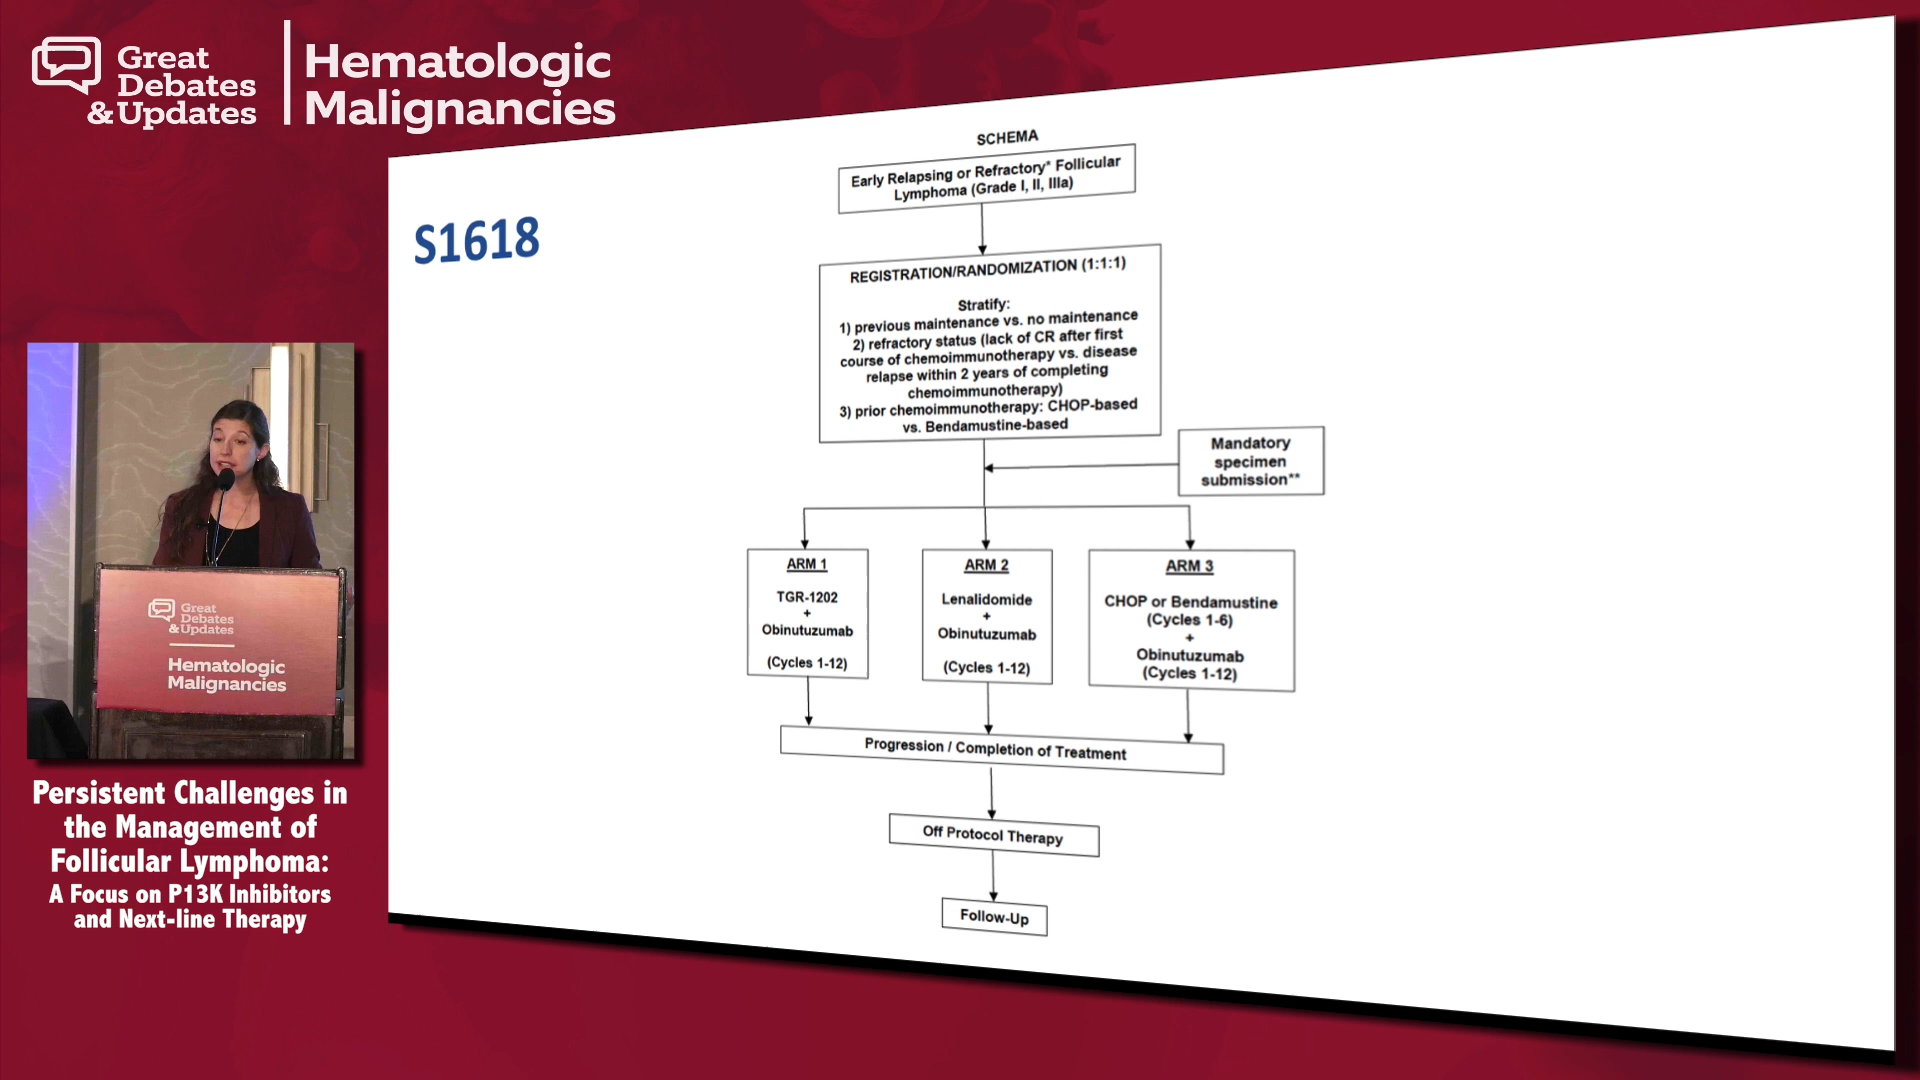 Great
Debates
&Updates
Hematologic
Malignancies
SCHEMA
Early Relapsing or Refractory* Follicular
Lymphoma (Grade I, II, IIIa)
S1618
REGISTRATION/RANDOMIZATION (1:1:1)
Stratify:
1) previous maintenance vs. no maintenance
2) refractory status (lack of CR after first
course of chemoimmunotherapy vs. disease
relapse within 2 years of completing
chemoimmunotherapy)
3) prior chemoimmunotherapy: CHOP-based
vs. Bendamustine-based
Mandatory
specimen
submission**
ARM 1
TGR-1202
+
Obinutuzumab
(Cycles 1-12)
ARM 2
Lenalidomide
+
Obinutuzumab
(Cycles 1-12)
ARM 3
CHOP or Bendamustine
(Cycles 1-6)
+
Obinutuzumab
(Cycles 1-12)
Progression / Completion of Treatment
Off Protocol Therapy
Follow-Up
Great
Debates
&Updates
Hematologic
Malignancies
Persistent Challenges in
the Management of
Follicular Lymphoma:
A Focus on P13K Inhibitors
and Next-line Therapy